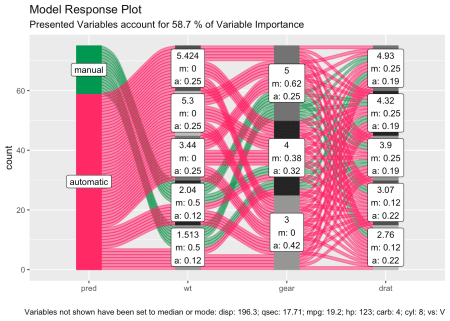 Model Response Plot
Presented Variables account for 58.7 % of Variable Importance
count
60
40
20
0
manual
automatic
5.424
m: 0
a: 0.25
5.3
m: 0
a: 0.25
3.44
m: 0
a: 0.25
2.04
m: 0.5
a: 0.12
1.513
m: 0.5
a: 0.12
5
m: 0.62
a: 0.25
4
m: 0.38
a: 0.32
3
m: 0
a: 0.42
4.93
m: 0.25
a: 0.19
4.32
m: 0.25
a: 0.19
3.9
m: 0.25
a: 0.19
3.07
m: 0.12
a: 0.22
2.76
m: 0.12
a: 0.22
pred wt gear drat
Variables not shown have been set to median or mode: disp: 196.3; qsec: 17.71; mpg: 19.2; hp: 123; carb: 4; cyl: 8; vs: V